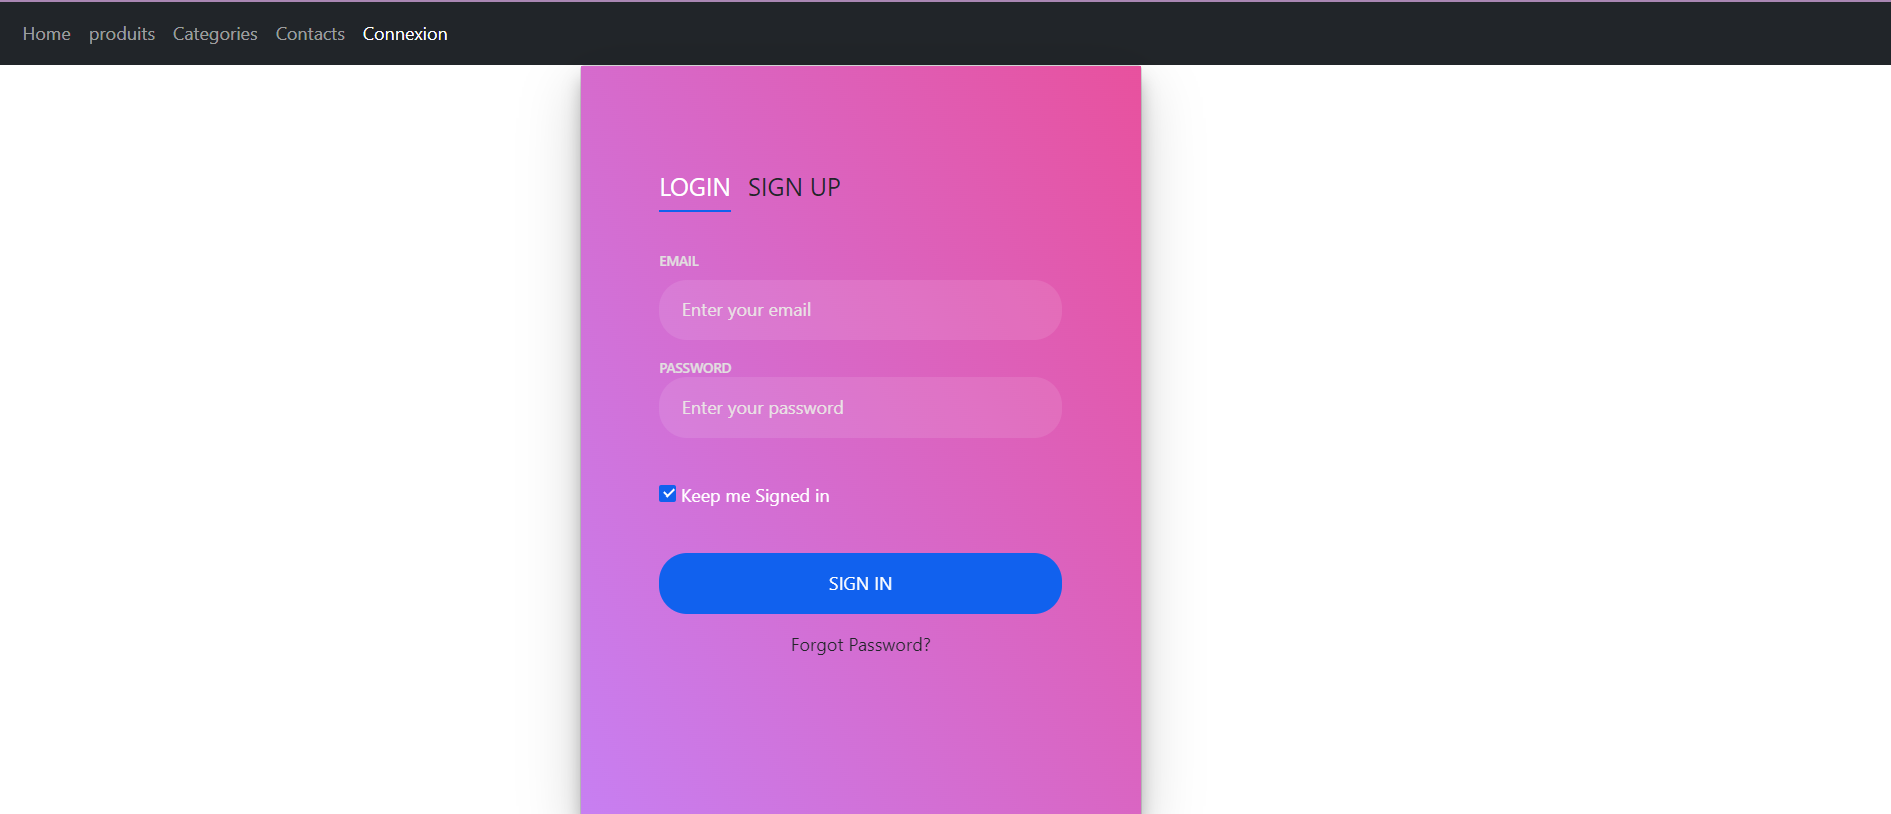 Home produits Categories Contacts Connexion
LOGIN SIGN UP
EMAIL
Enter your email
PASSWORD
Enter your password
Keep me Signed in
SIGN IN
Forgot Password?